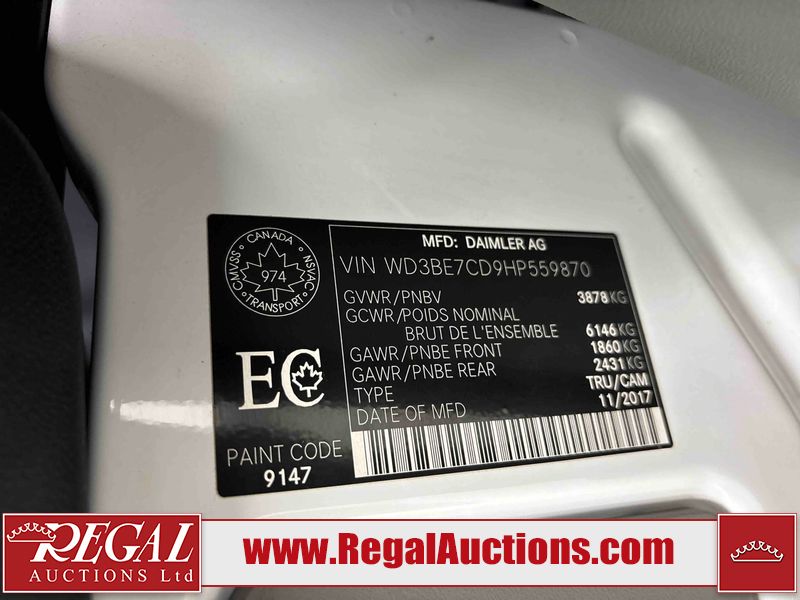 CANADA
CMVSS
NSVAC
974
TRANSPORT
MFD: DAIMLER AG
VIN WD3BE7CD9HP559870
GVWR/PNBV 3878 KG
GCWR/POIDS NOMINAL
BRUT DE L'ENSEMBLE 6146 KG
GAWR/PNBE FRONT 1860 KG
GAWR/PNBE REAR 2431 KG
TYPE TRU/CAM
DATE OF MFD 11/2017
EC
PAINT CODE
9147
REGAL
AUCTIONS Ltd
www.RegalAuctions.com